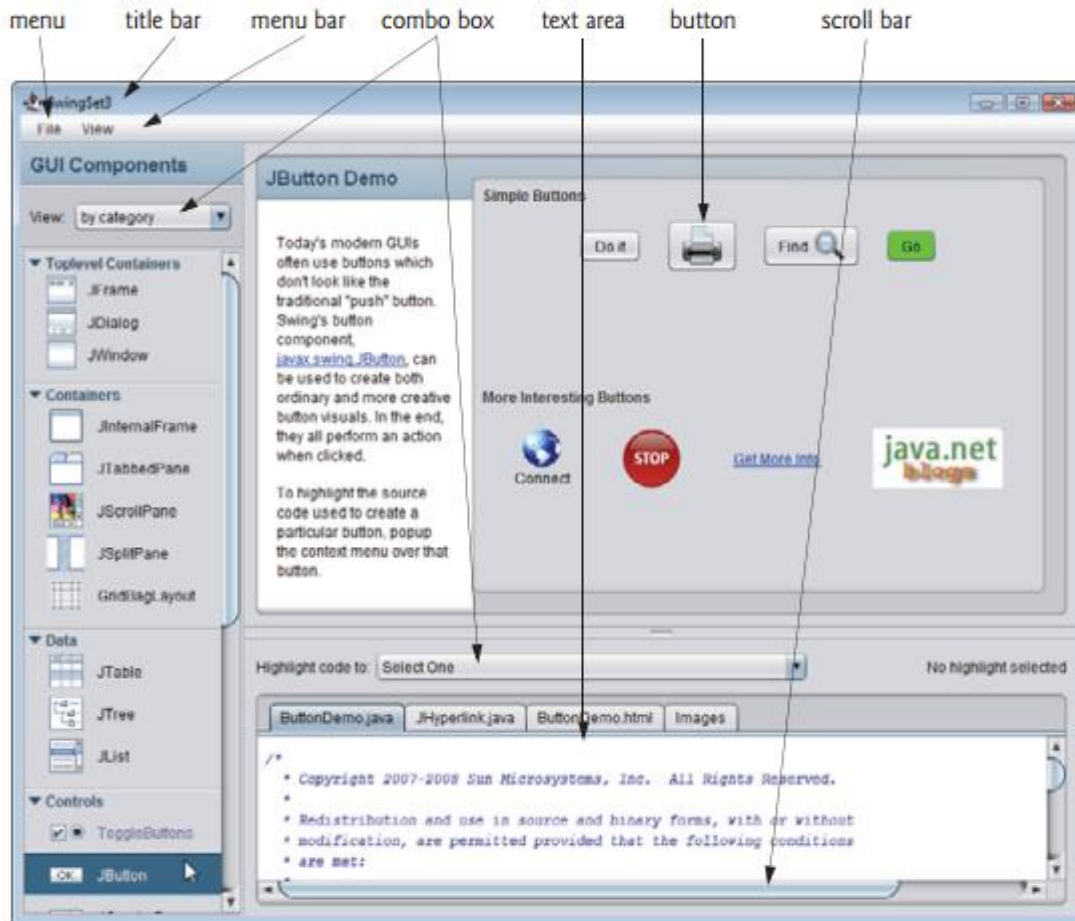 menu title bar menu bar combo box text area button scroll bar
SwingSet3
File View
GUI Components
View: by category
Toplevel Containers
JFrame
JDialog
JWindow
Containers
JInternalFrame
JTabbedPane
JScrollPane
JSplitPane
GridBagLayout
Data
JTable
JTree
JList
Controls
ToggleButtons
OK JButton
JButton Demo
Today's modern GUIs
often use buttons which
don't look like the
traditional "push" button.
Swing's button
component,
javax.swing.JButton, can
be used to create both
ordinary and more creative
button visuals. In the end,
they all perform an action
when clicked.
To highlight the source
code used to create a
particular button, popup
the context menu over that
button.
Simple Buttons
Do it Find Go
More Interesting Buttons
Connect STOP Get More Info java.net
blogs
Highlight code to: Select One No highlight selected
ButtonDemo.java JHyperlink.java ButtonDemo.html Images
/*
* Copyright 2007-2008 Sun Microsystems, Inc. All Rights Reserved.
*
* Redistribution and use in source and binary forms, with or without
* modification, are permitted provided that the following conditions
* are met:
*